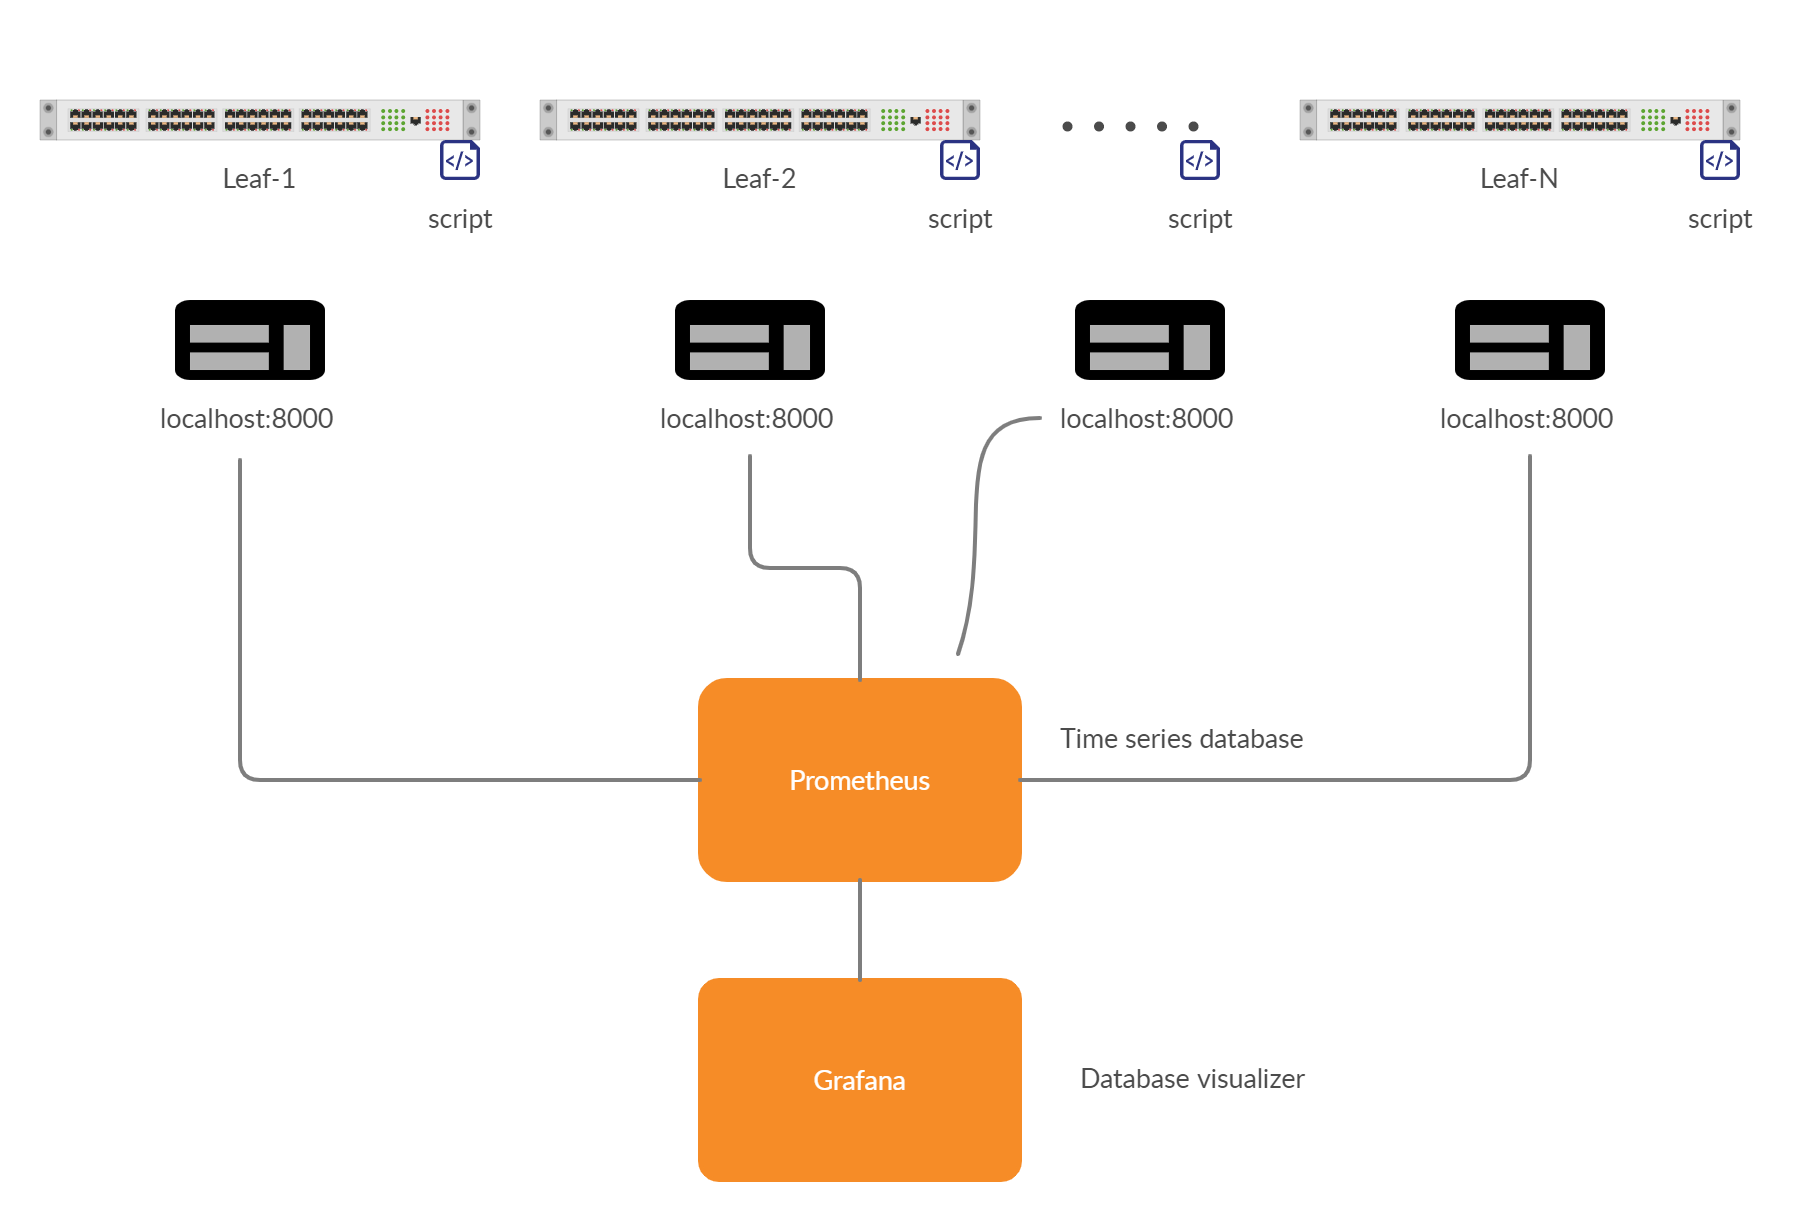 Leaf-1
Leaf-2
Leaf-N
</>
</>
</>
</>
script
script
script
script
localhost:8000
localhost:8000
localhost:8000
localhost:8000
Time series database
Prometheus
Grafana
Database visualizer